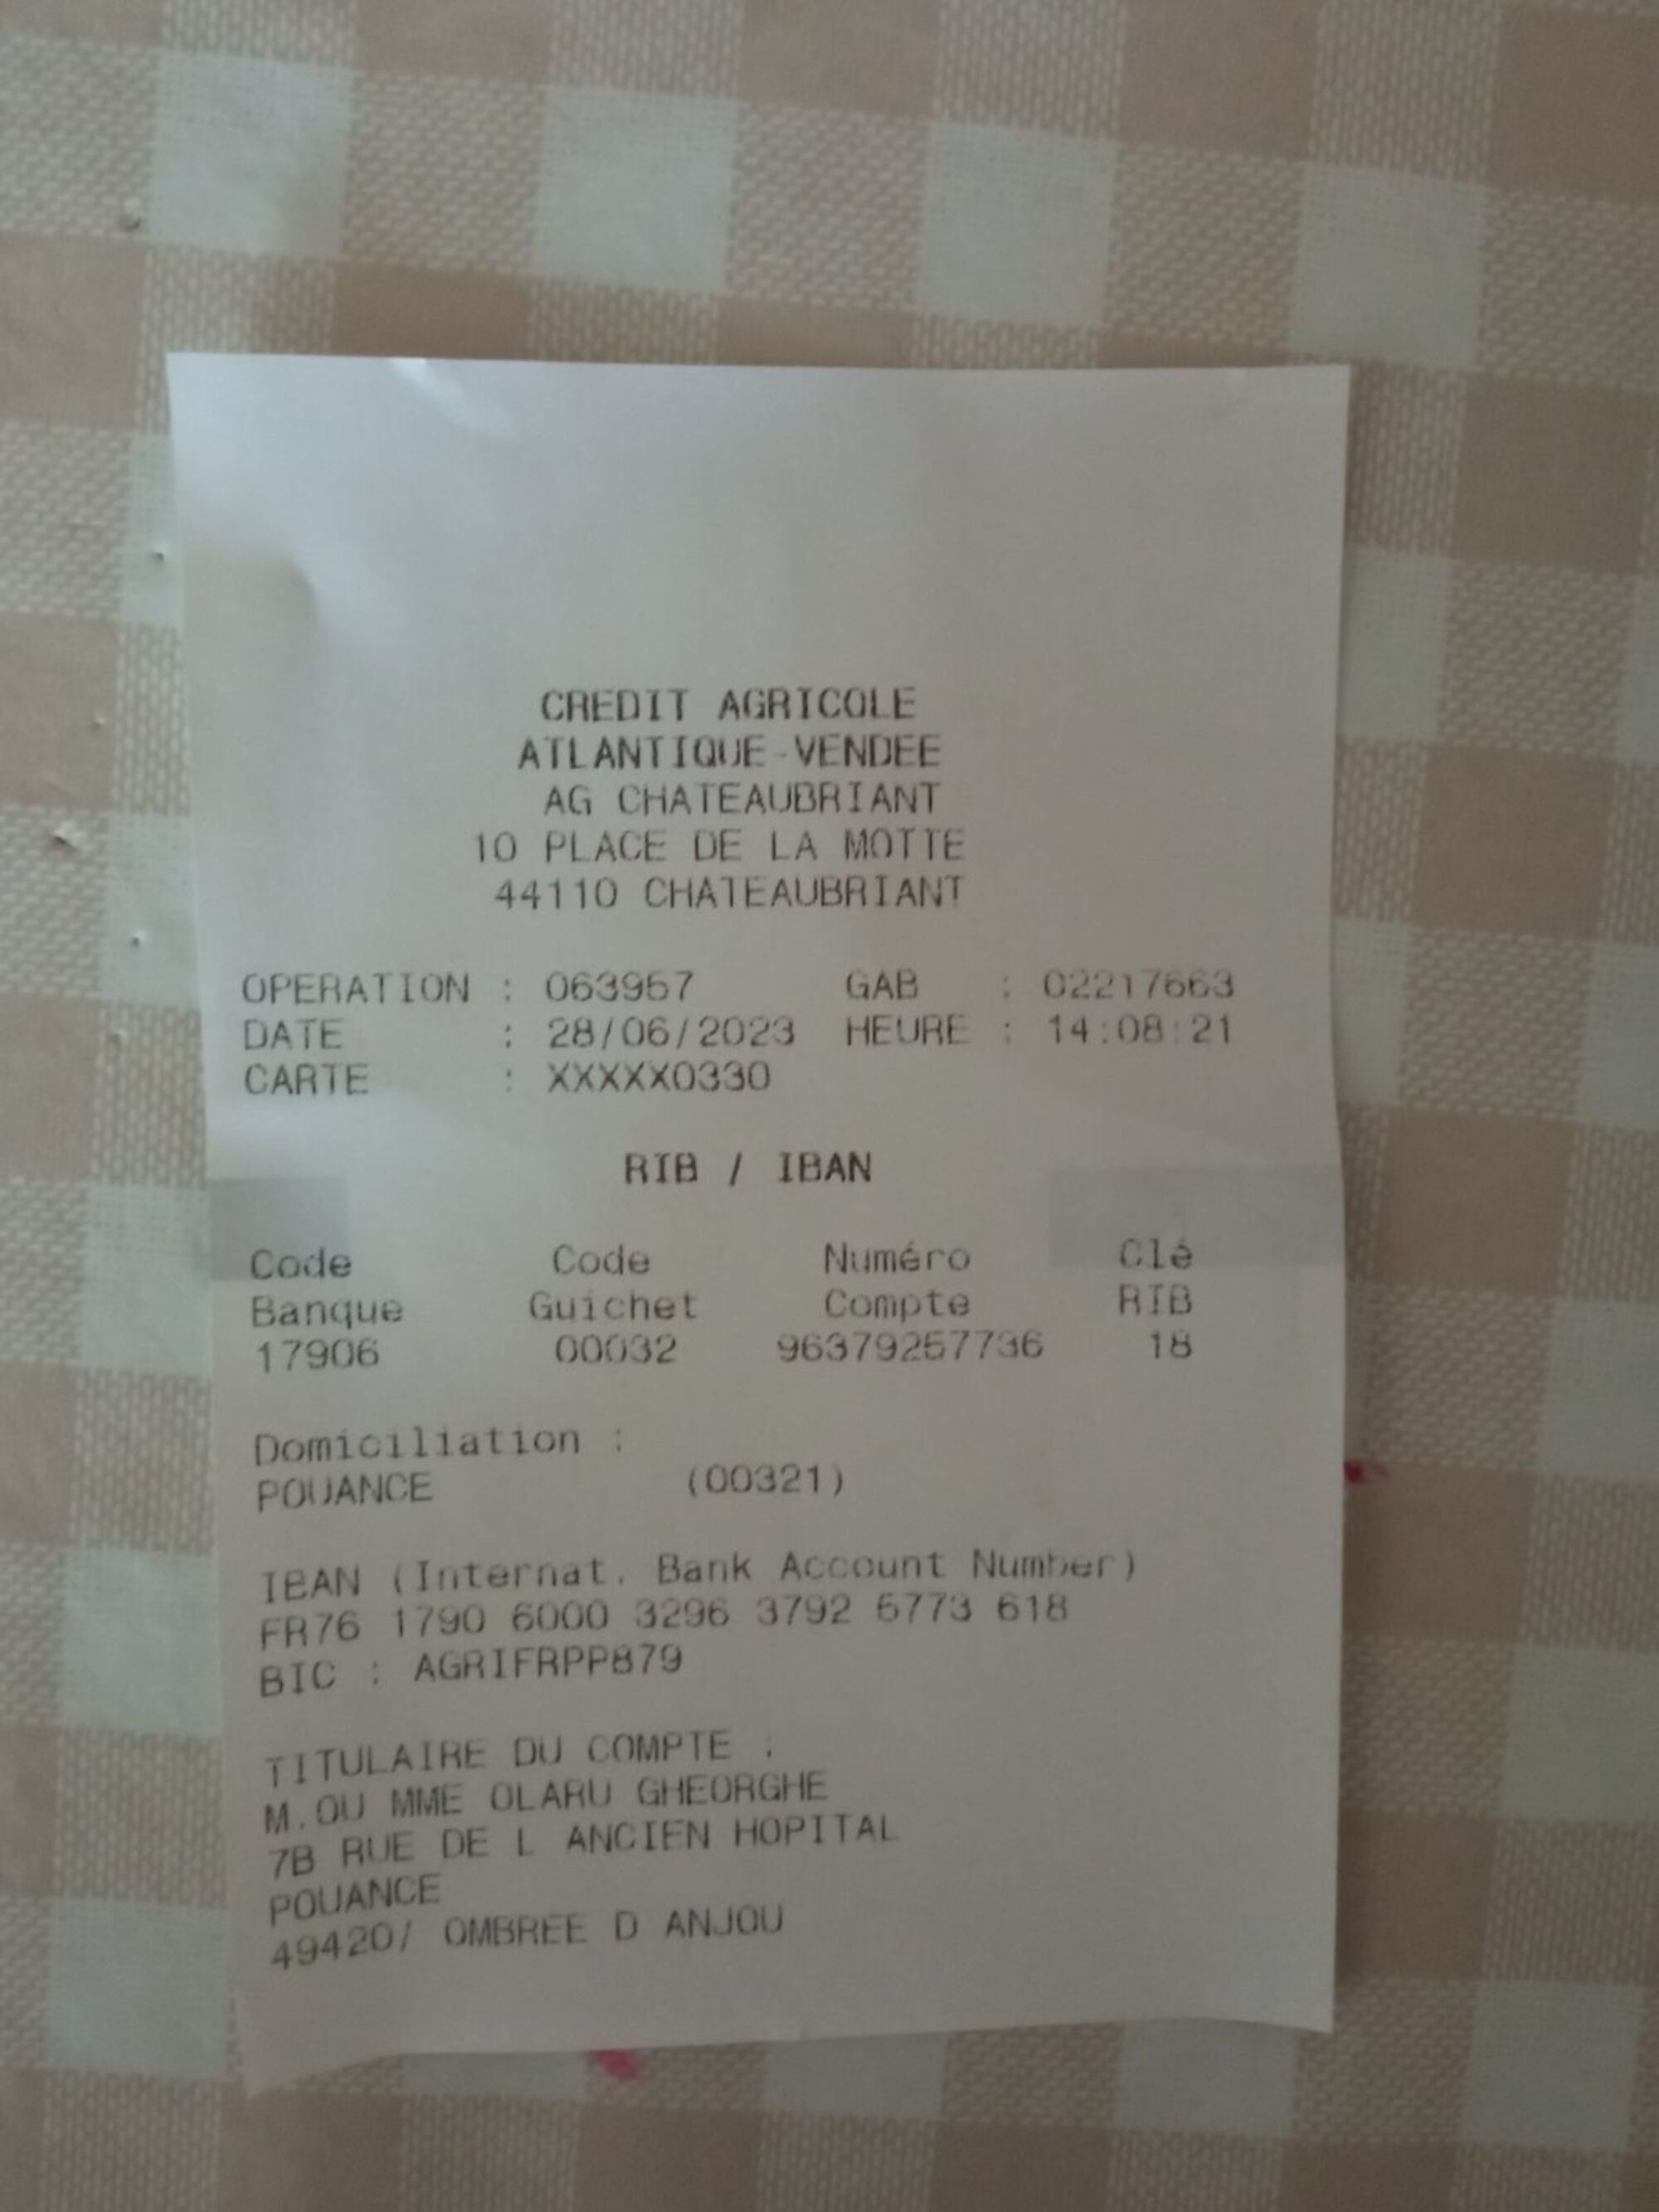 CREDIT AGRICOLE
ATLANTIQUE-VENDEE
AG CHATEAUBRIANT
10 PLACE DE LA MOTTE
44110 CHATEAUBRIANT
OPERATION : 063957 GAB : 02217663
DATE : 28/06/2023 HEURE : 14:08:21
CARTE : XXXXXX0330
RIB / IBAN
Code Code Numéro Clé
Banque Guichet Compte RIB
17906 00032 96379257736 18
Domiciliation :
POUANCE (00321)
IBAN (Internat. Bank Account Number)
FR76 1790 6000 3296 3792 5773 618
BIC : AGRIFRPP879
TITULAIRE DU COMPTE :
M.OU MME OLARU GHEORGHE
7B RUE DE L ANCIEN HOPITAL
POUANCE
49420/ OMBREE D ANJOU